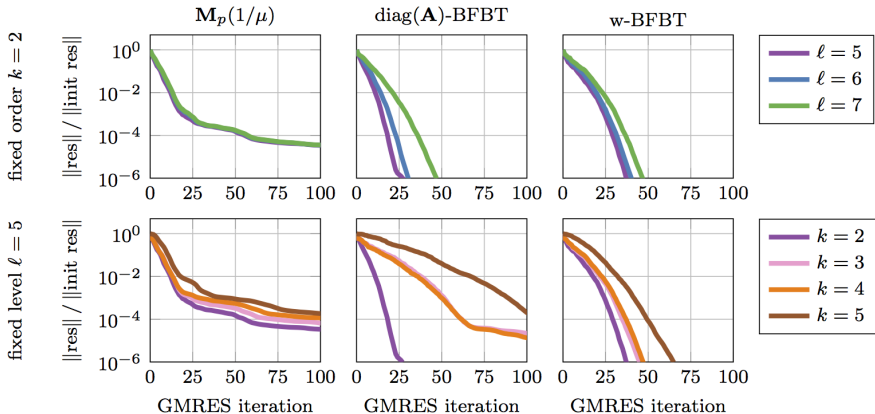 M_p(1/μ) diag(A)-BFBT w-BFBT
fixed order k = 2
||res|| / ||init res||
10^0
10^−2
10^−4
10^−6
0 25 50 75 100
0 25 50 75 100
0 25 50 75 100
ℓ = 5
ℓ = 6
ℓ = 7
fixed level ℓ = 5
||res|| / ||init res||
10^0
10^−2
10^−4
10^−6
0 25 50 75 100
0 25 50 75 100
0 25 50 75 100
GMRES iteration GMRES iteration GMRES iteration
k = 2
k = 3
k = 4
k = 5